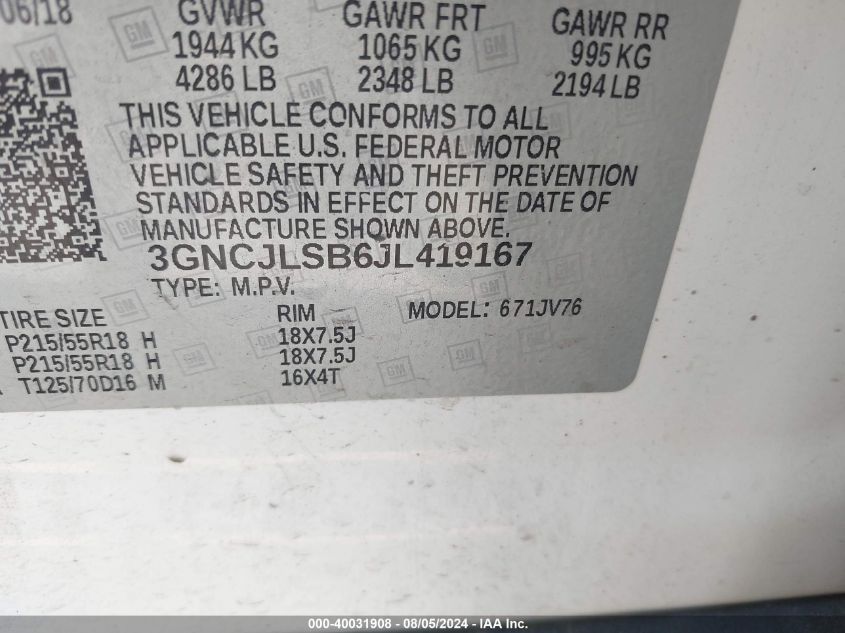 06/18 GVWR GAWR FRT GAWR RR
1944 KG 1065 KG 995 KG
4286 LB 2348 LB 2194 LB
THIS VEHICLE CONFORMS TO ALL
APPLICABLE U.S. FEDERAL MOTOR
VEHICLE SAFETY AND THEFT PREVENTION
STANDARDS IN EFFECT ON THE DATE OF
MANUFACTURE SHOWN ABOVE.
3GNCJLSB6JL419167
TYPE: M.P.V.
TIRE SIZE RIM MODEL: 671JV76
P215/55R18 H 18X7.5J
P215/55R18 H 18X7.5J
T125/70D16 M 16X4T
000-40031908 - 08/05/2024 - IAA Inc.